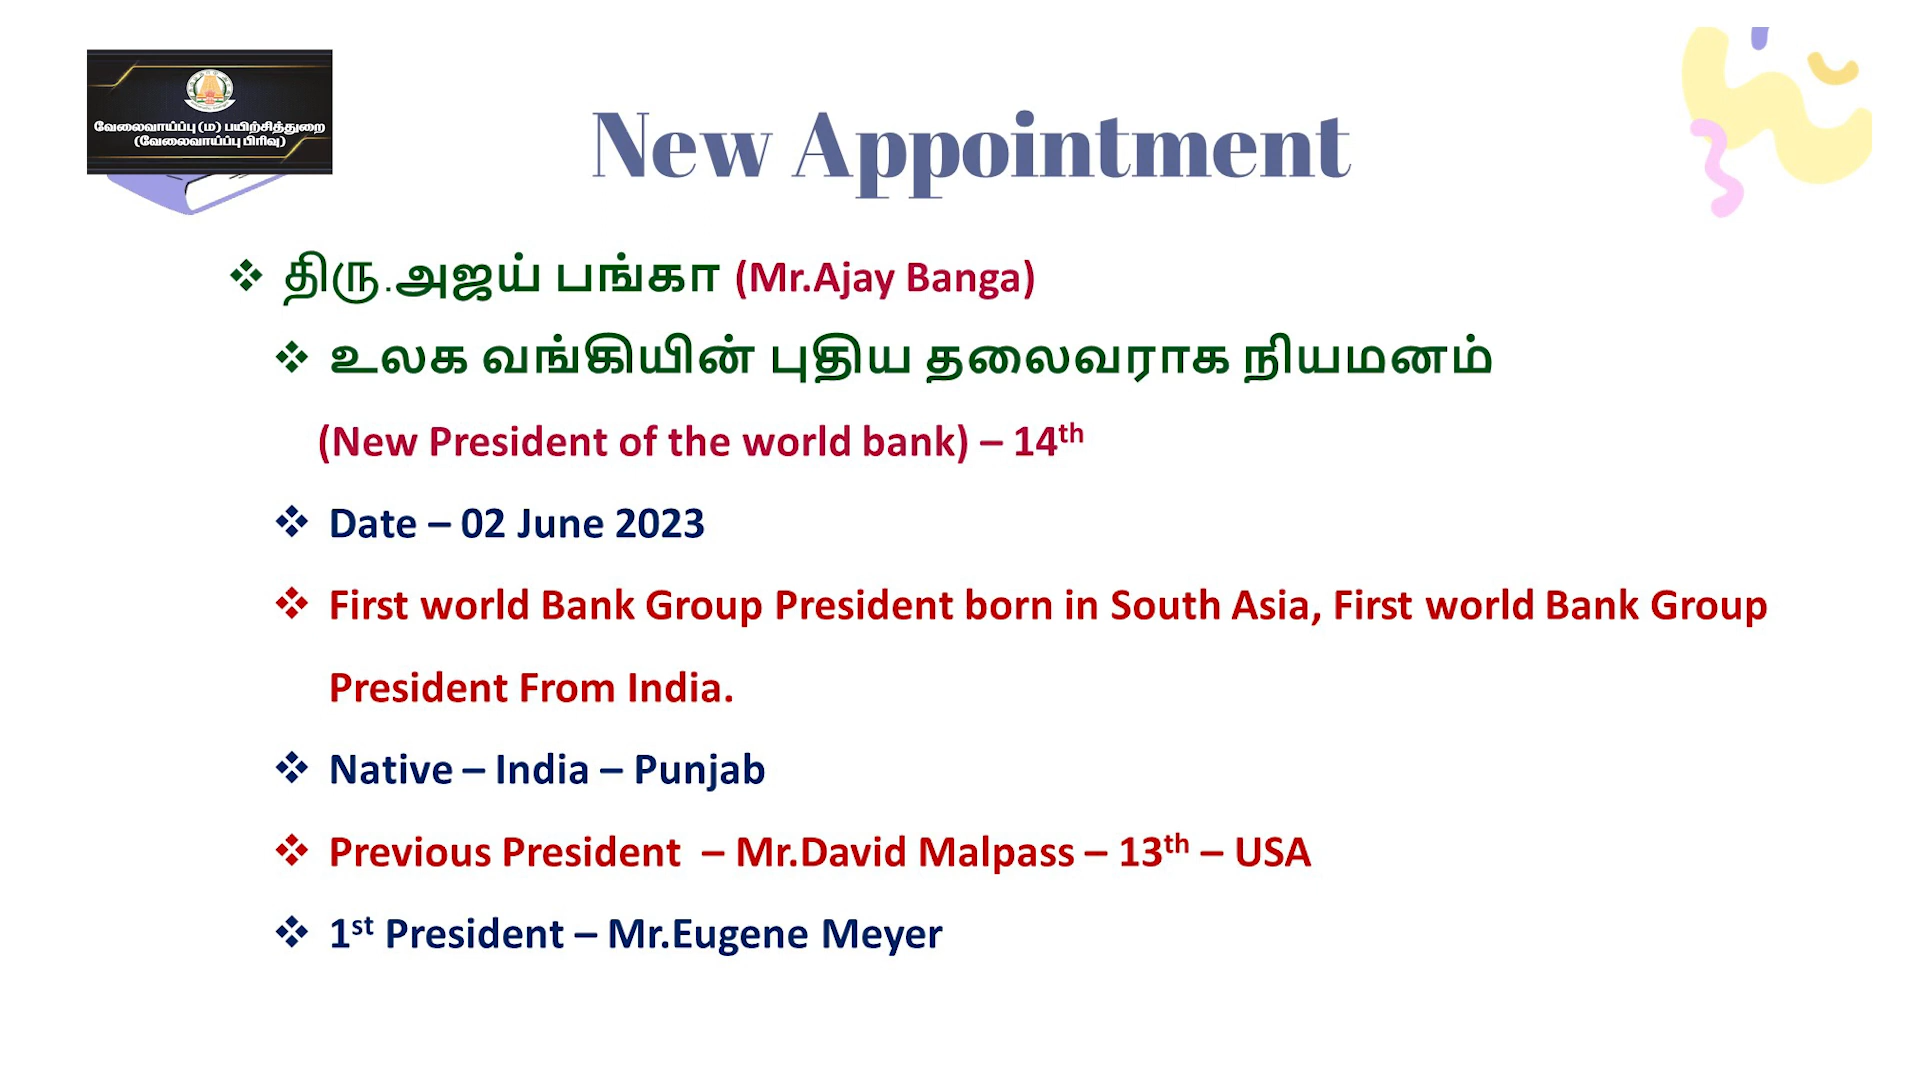 வேலைவாய்ப்பு (ம) பயிற்சித்துறை
(வேலைவாய்ப்பு பிரிவு)
New Appointment
❖ திரு.அஜய் பங்கா (Mr.Ajay Banga)
❖ உலக வங்கியின் புதிய தலைவராக நியமனம்
(New President of the world bank) – 14th
❖ Date – 02 June 2023
❖ First world Bank Group President born in South Asia, First world Bank Group
President From India.
❖ Native – India – Punjab
❖ Previous President – Mr.David Malpass – 13th – USA
❖ 1st President – Mr.Eugene Meyer